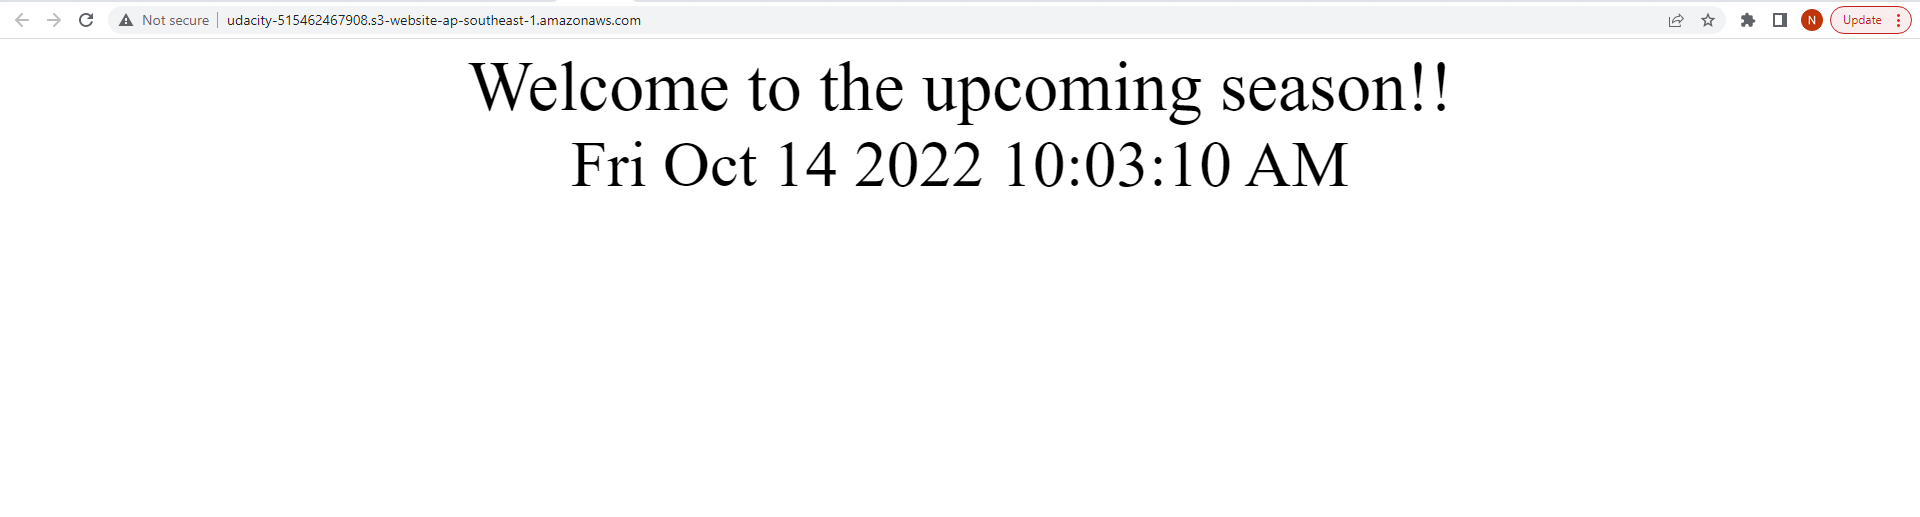 Not secure udacity-515462467908.s3-website-ap-southeast-1.amazonaws.com N Update
Welcome to the upcoming season!!
Fri Oct 14 2022 10:03:10 AM